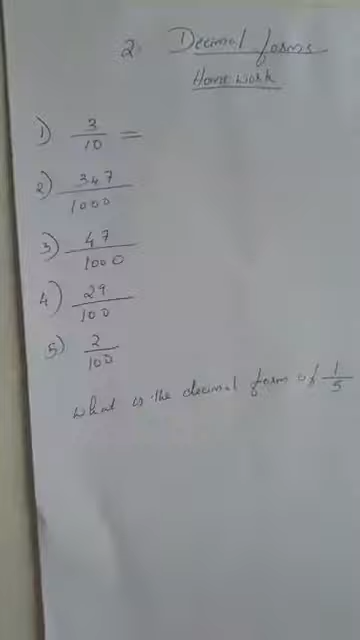 2. Decimal forms
Home work
1) 3/10 =
2) 347/1000
3) 47/1000
4) 29/100
5) 2/100
What is the decimal form of 1/5